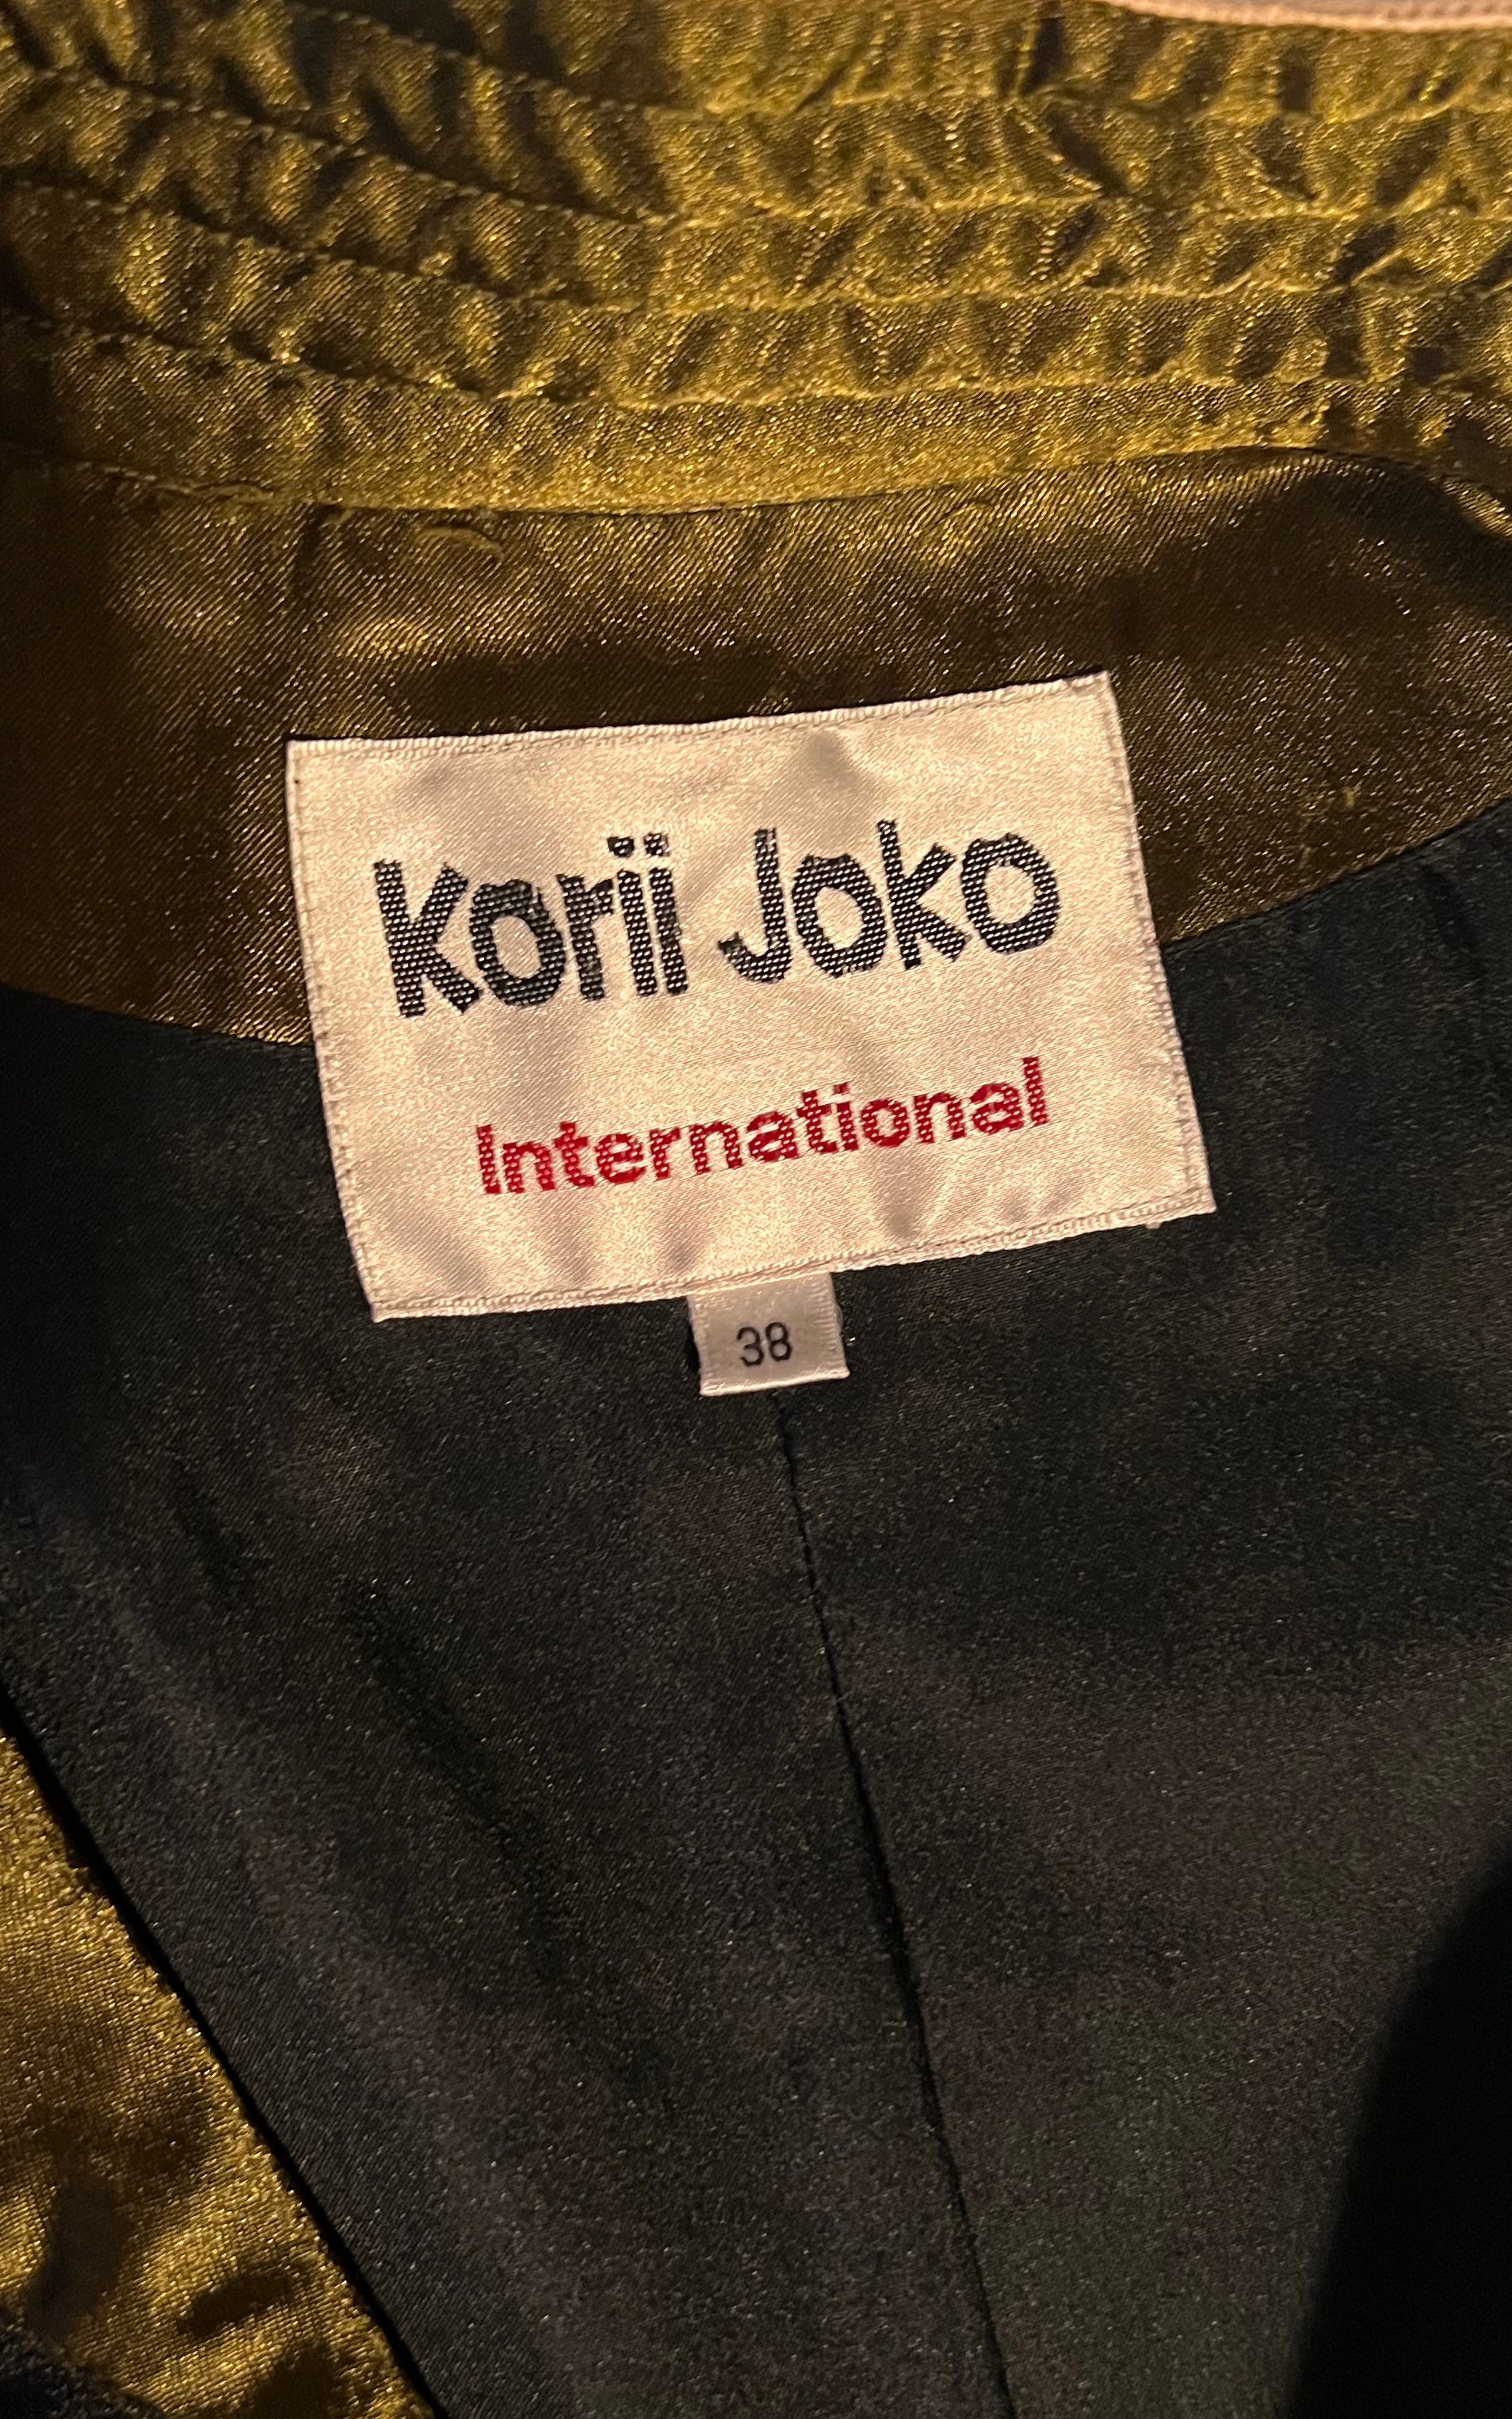 Korii Joko
International
38